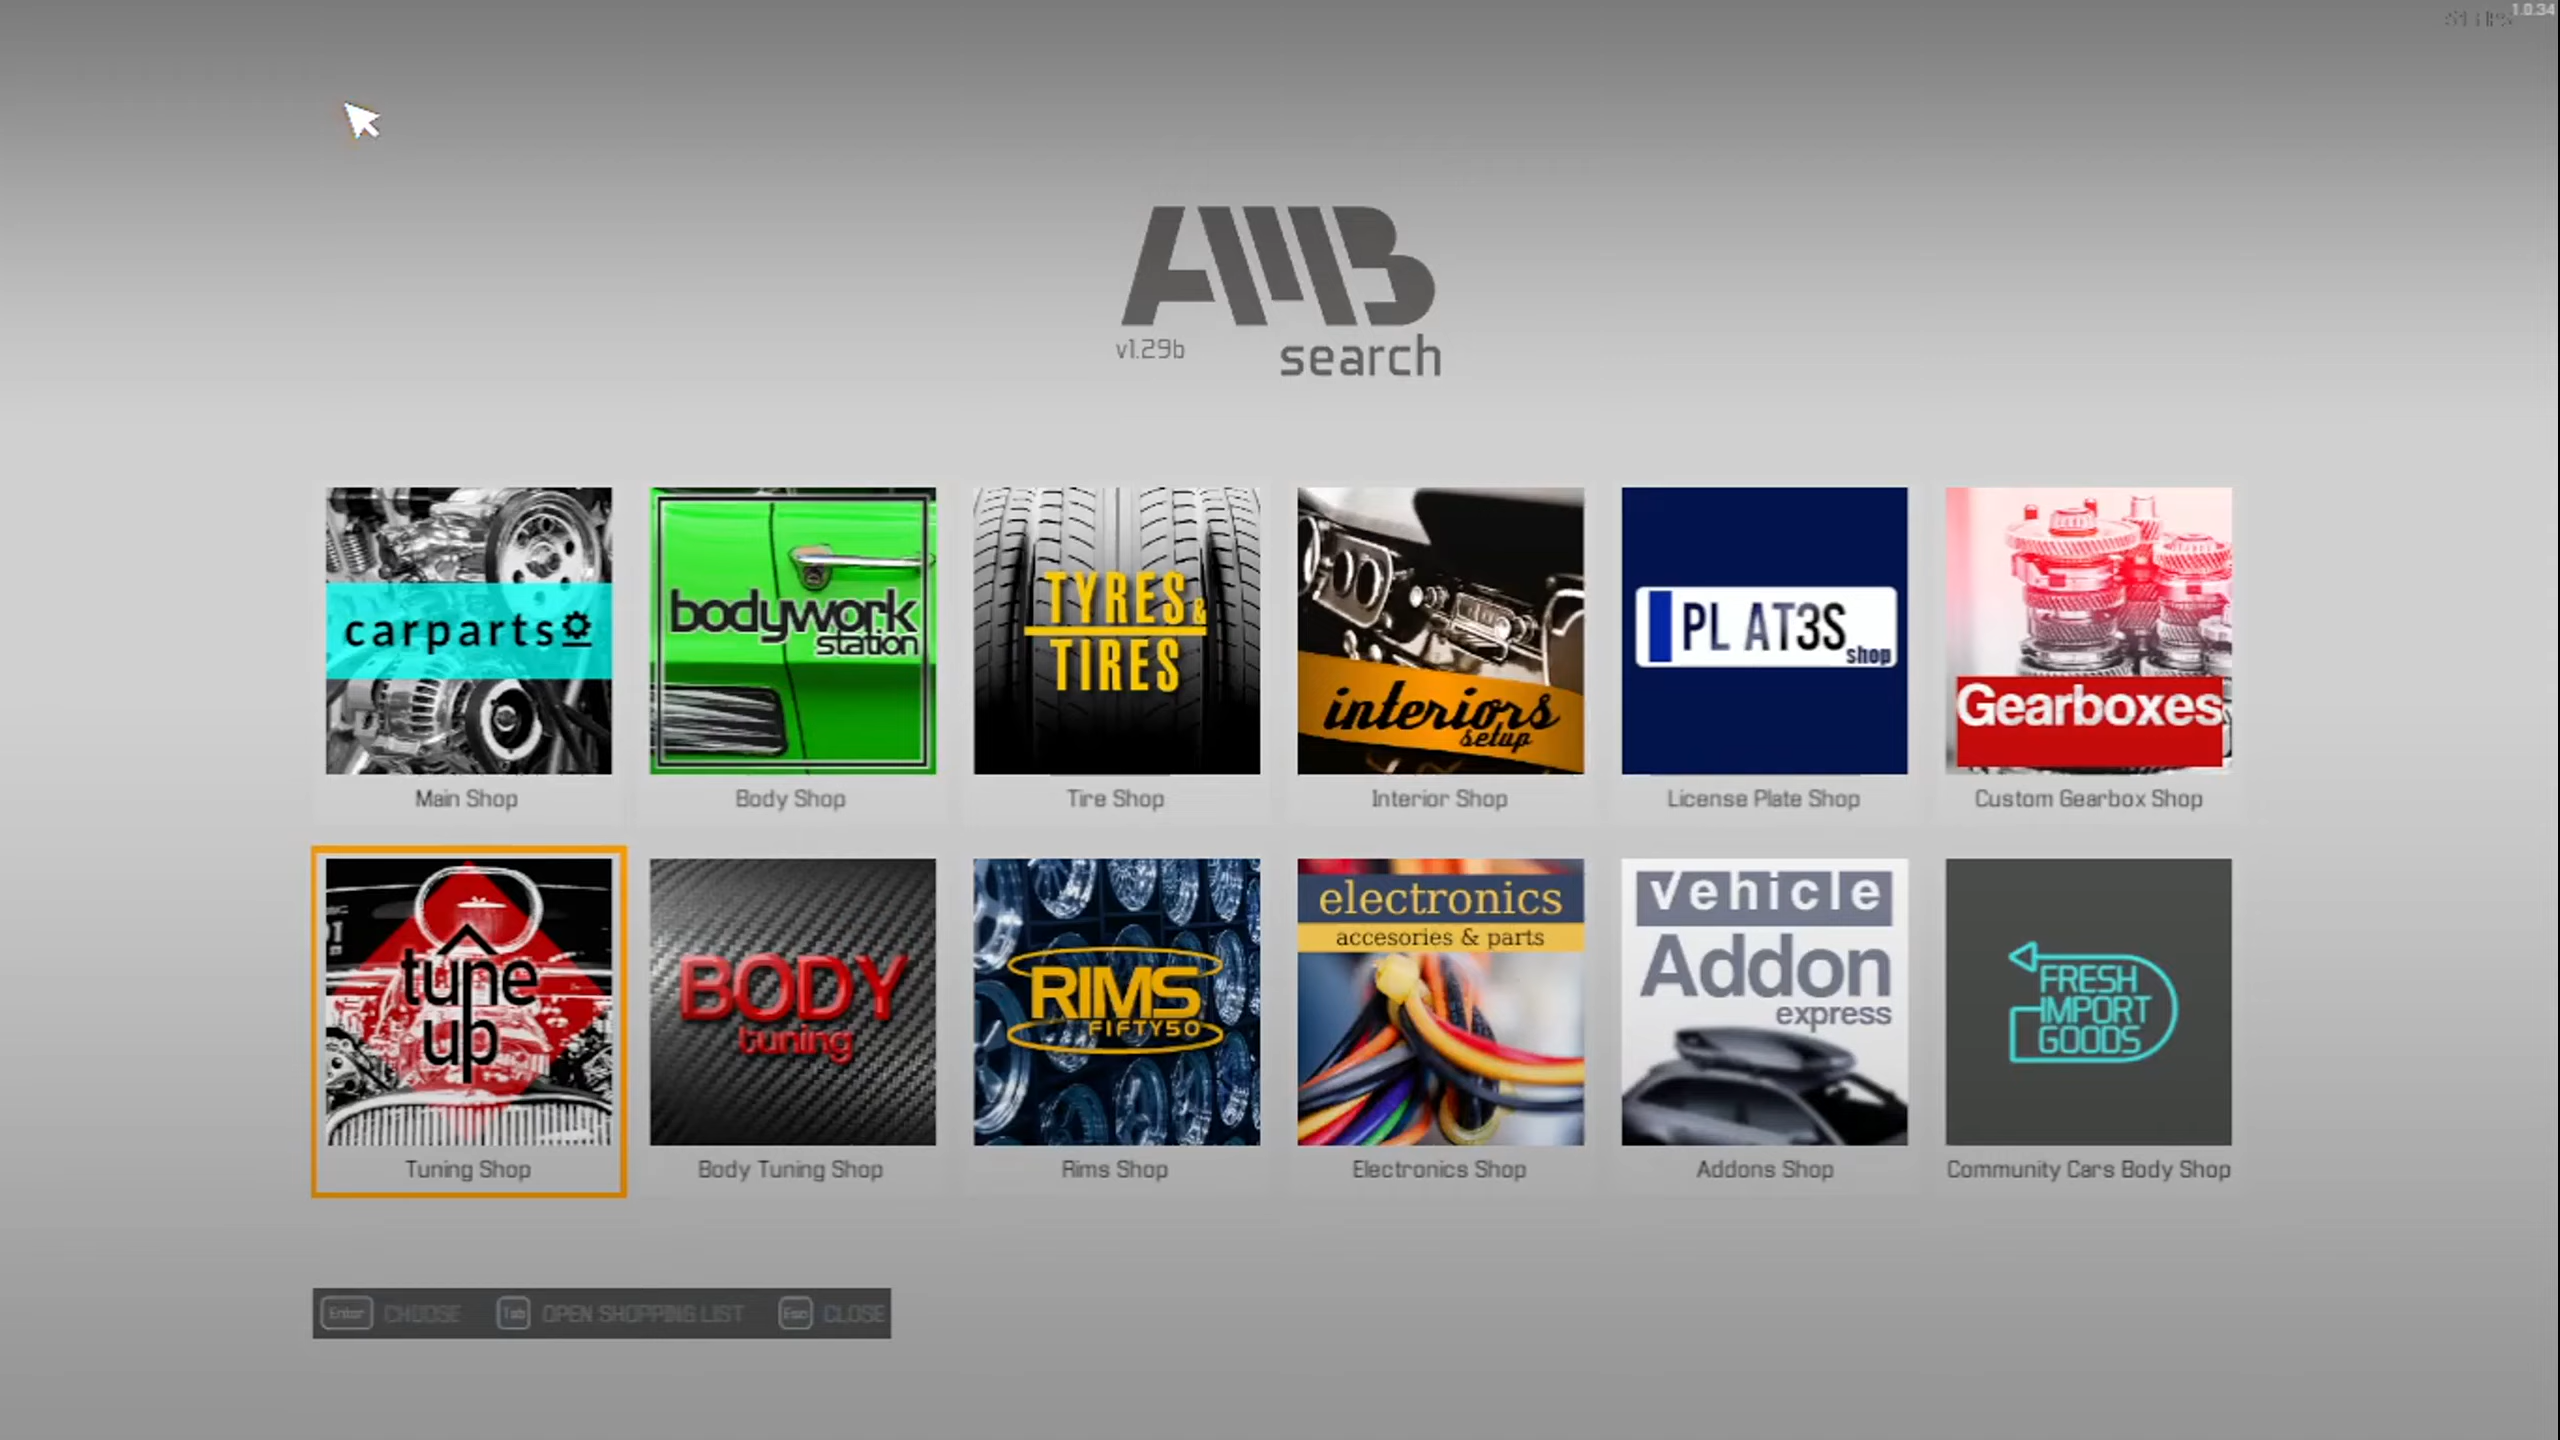 1.0.34
AMB
v1.29b
search
carparts
bodywork
station
TYRES &
TIRES
interiors
setup
PL AT3S
shop
Gearboxes
Main Shop
Body Shop
Tire Shop
Interior Shop
License Plate Shop
Custom Gearbox Shop
tune
up
BODY
tuning
RIMS
FIFTY50
electronics
accesories & parts
vehicle
Addon
express
FRESH
IMPORT
GOODS
Tuning Shop
Body Tuning Shop
Rims Shop
Electronics Shop
Addons Shop
Community Cars Body Shop
Enter CHOOSE Tab OPEN SHOPPING LIST Esc CLOSE